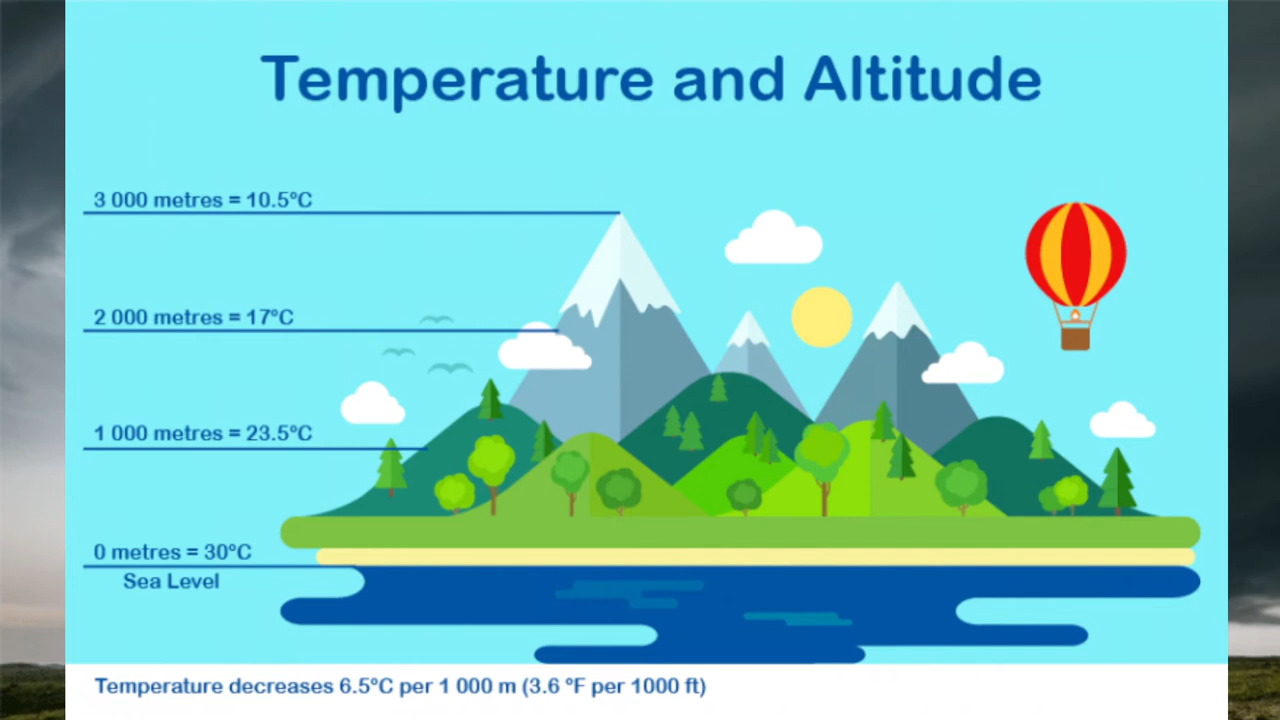 Temperature and Altitude
3 000 metres = 10.5°C
2 000 metres = 17°C
1 000 metres = 23.5°C
0 metres = 30°C
Sea Level
Temperature decreases 6.5°C per 1 000 m (3.6 °F per 1000 ft)